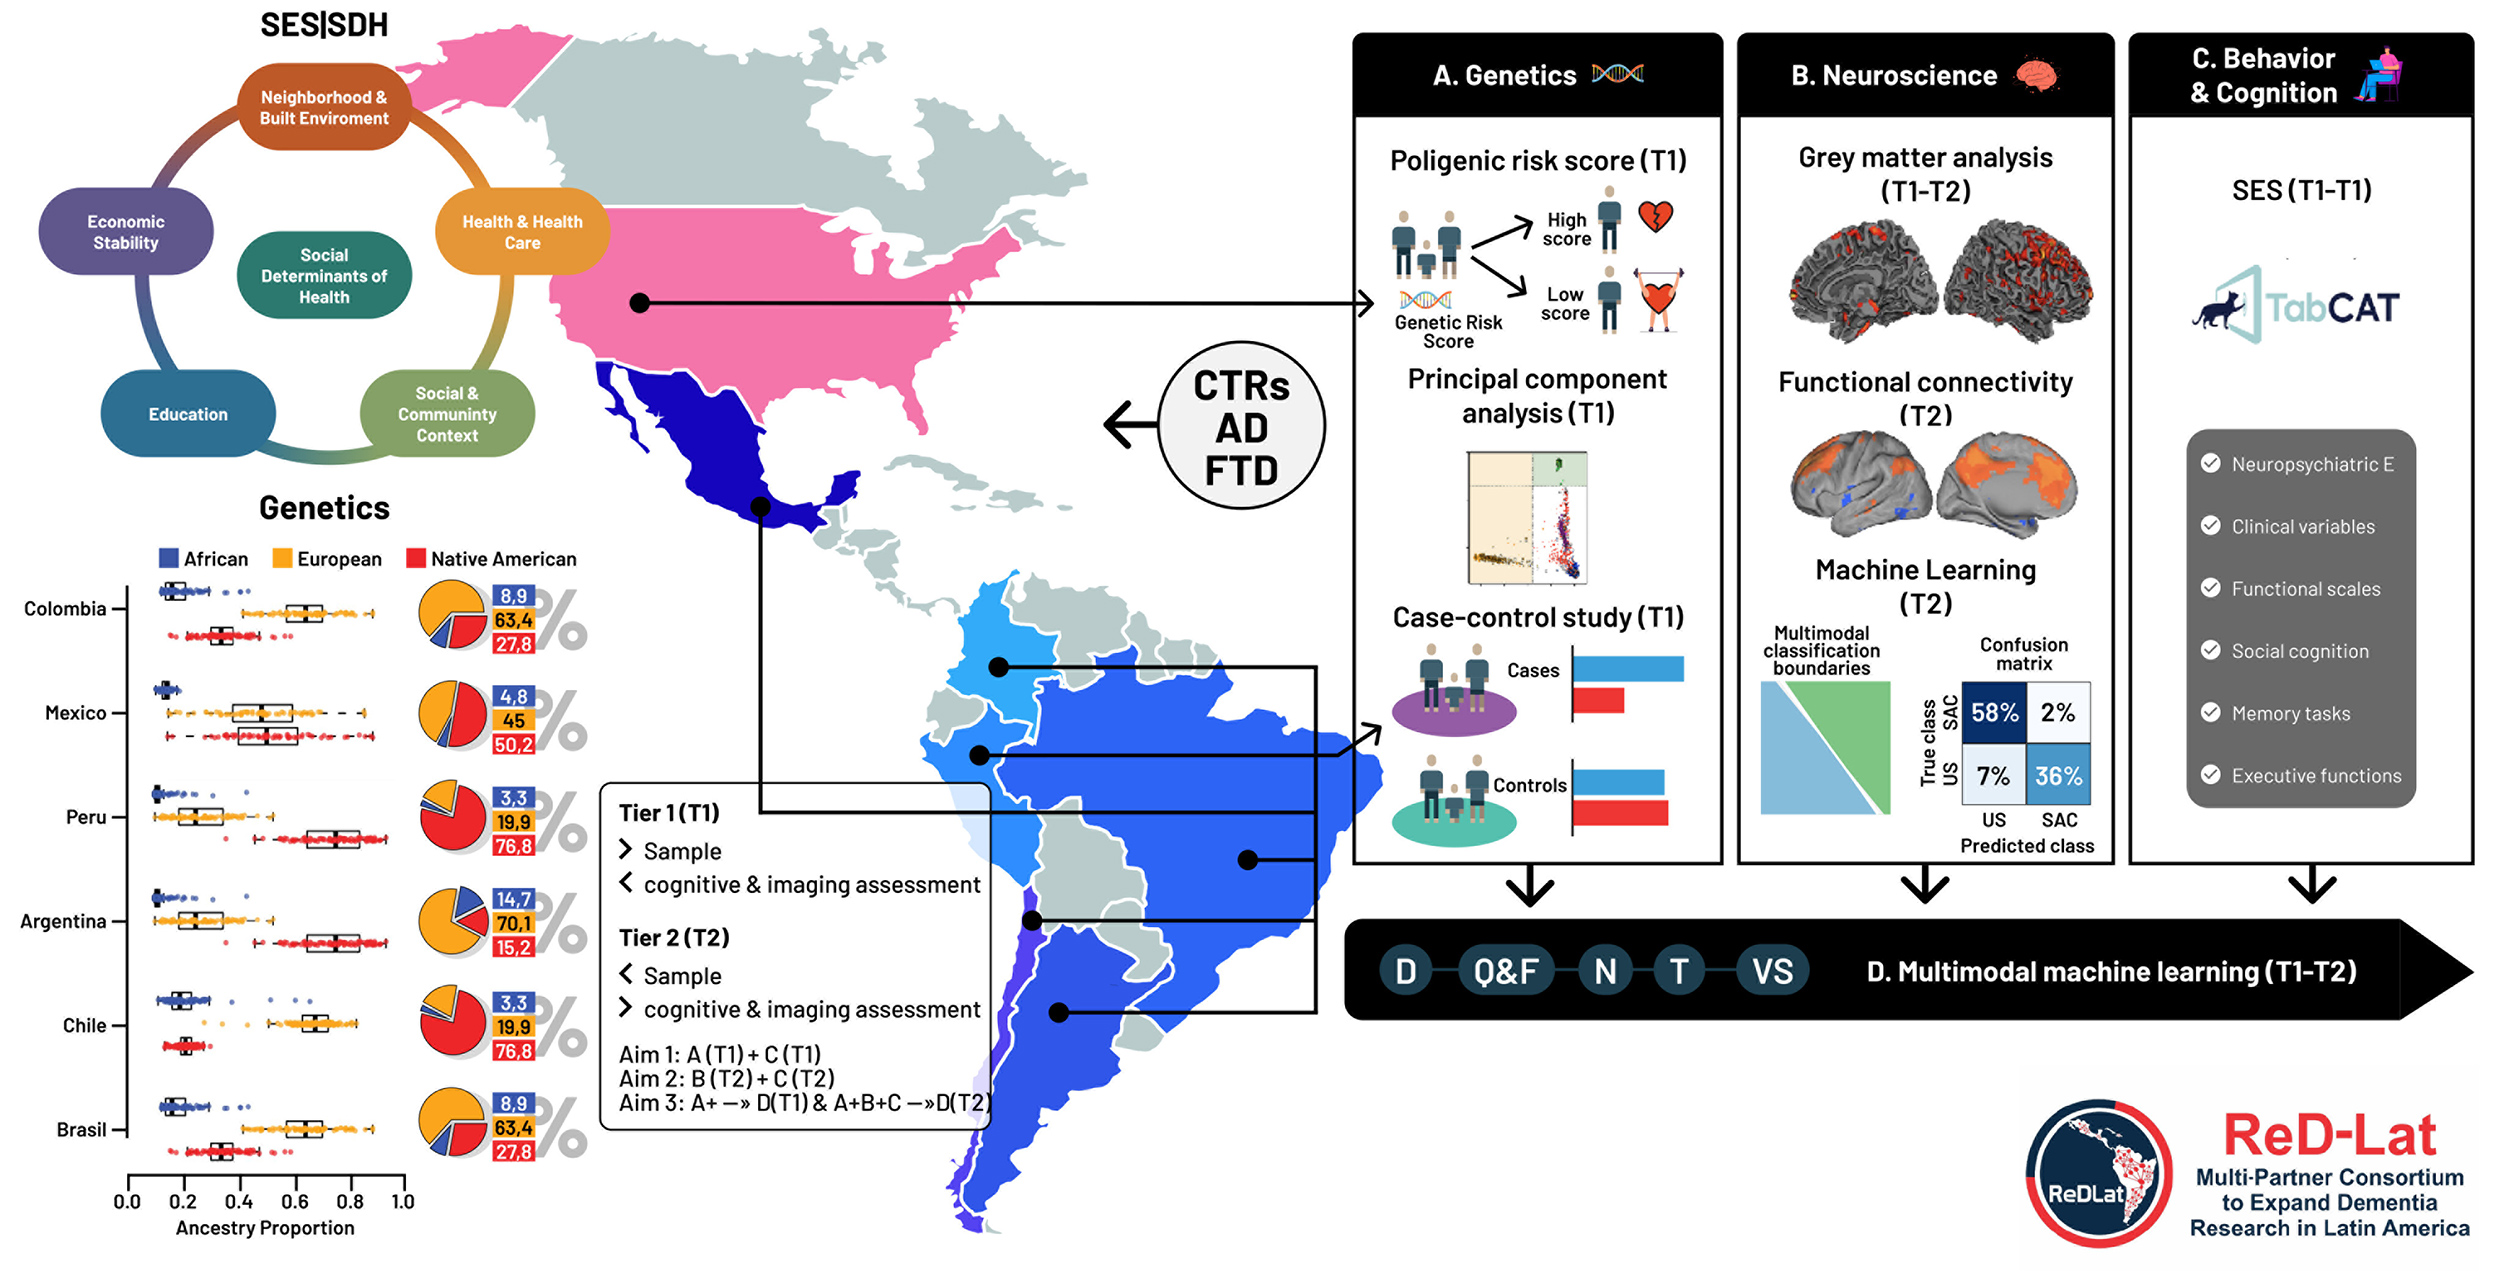 SES|SDH
Neighborhood &
Built Enviroment
Economic
Stability
Health & Health
Care
Social
Determinants of
Health
Education
Social &
Communinty
Context
Genetics
African
European
Native American
Colombia
8,9
63,4
27,8
%
Mexico
4,8
45
50,2
%
Peru
3,3
19,9
76,8
%
Argentina
14,7
70,1
15,2
%
Chile
3,3
19,9
76,8
%
Brasil
8,9
63,4
27,8
%
0.0 0.2 0.4 0.6 0.8 1.0
Ancestry Proportion
CTRs
AD
FTD
Tier 1 (T1)
> Sample
< cognitive & imaging assessment
Tier 2 (T2)
< Sample
> cognitive & imaging assessment
Aim 1: A (T1) + C (T1)
Aim 2: B (T2) + C (T2)
Aim 3: A+ —» D(T1) & A+B+C —»D(T2)
A. Genetics
Poligenic risk score (T1)
High
score
Low
score
Genetic Risk
Score
Principal component
analysis (T1)
Case-control study (T1)
Cases
Controls
B. Neuroscience
Grey matter analysis
(T1-T2)
Functional connectivity
(T2)
Machine Learning
(T2)
Multimodal
classification
boundaries
Confusion
matrix
True class
SAC
US
58% 2%
7% 36%
US SAC
Predicted class
C. Behavior
& Cognition
SES (T1-T1)
TabCAT
Neuropsychiatric E
Clinical variables
Functional scales
Social cognition
Memory tasks
Executive functions
D Q&F N T VS
D. Multimodal machine learning (T1-T2)
ReDLat
ReD-Lat
Multi-Partner Consortium
to Expand Dementia
Research in Latin America